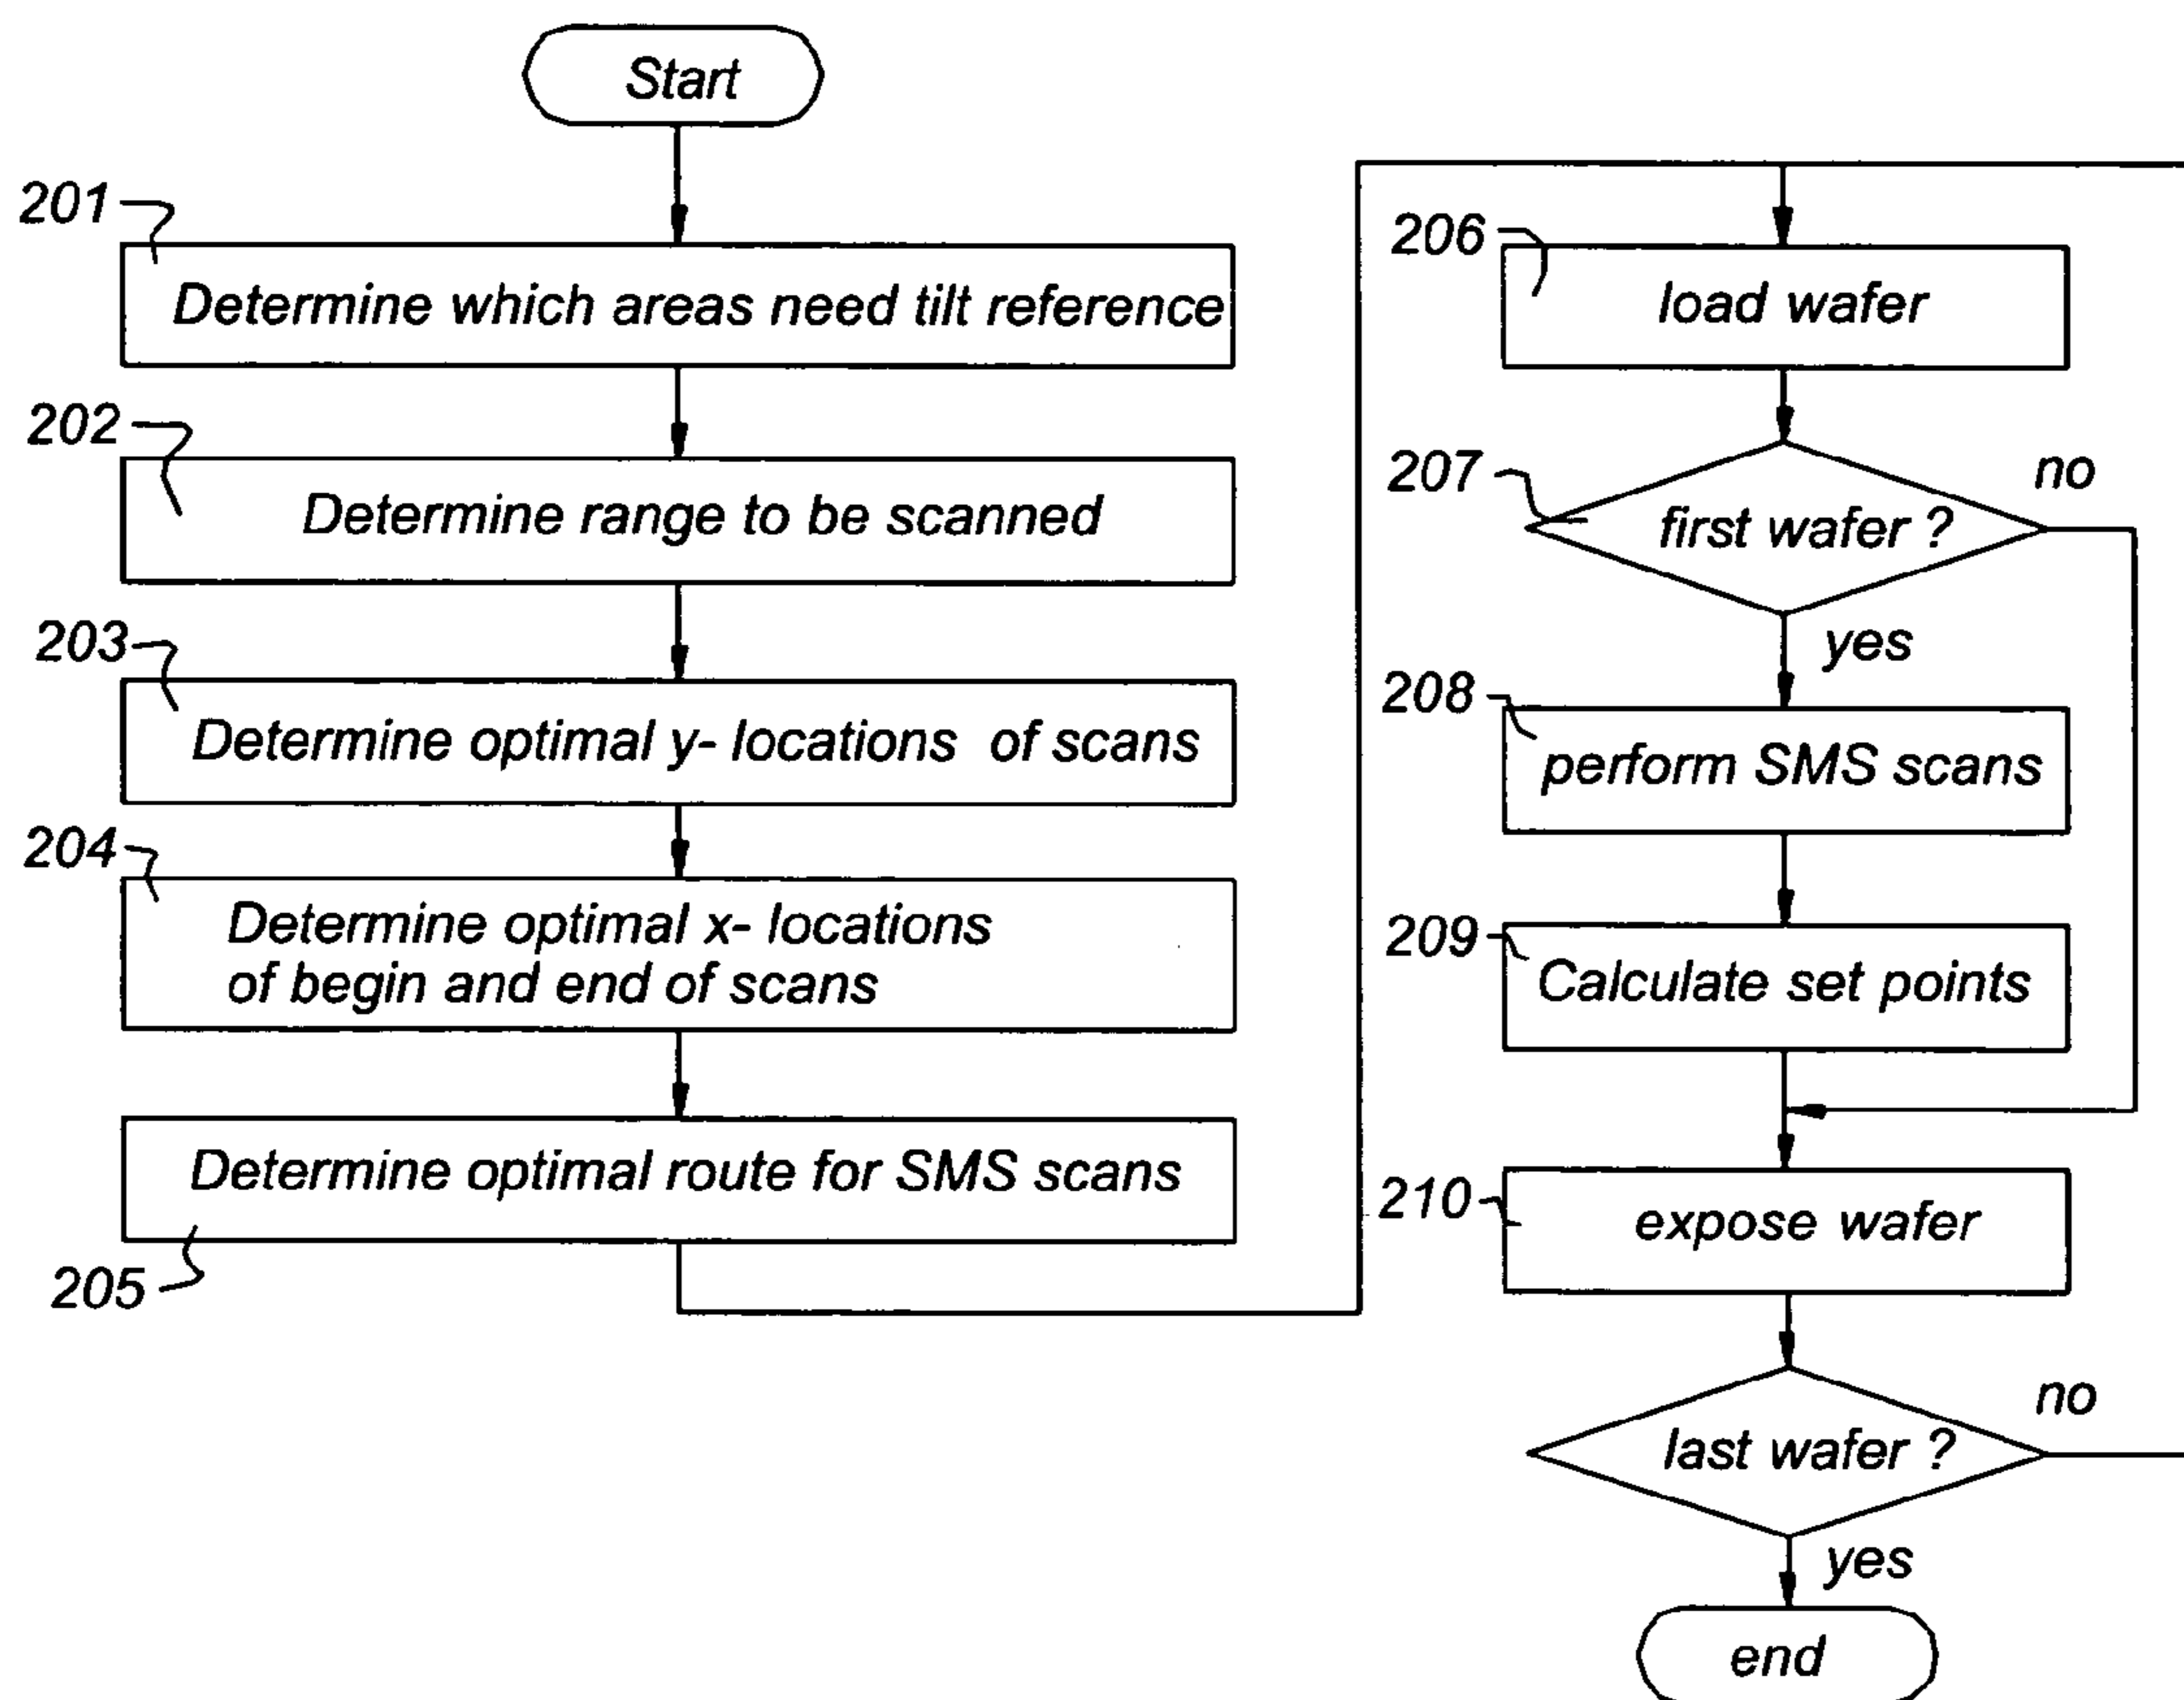 Start
201
Determine which areas need tilt reference
202
Determine range to be scanned
203
Determine optimal y- locations of scans
204
Determine optimal x- locations
of begin and end of scans
Determine optimal route for SMS scans
205
206
load wafer
207
first wafer ?
no
yes
208
perform SMS scans
209
Calculate set points
210
expose wafer
last wafer ?
no
yes
end